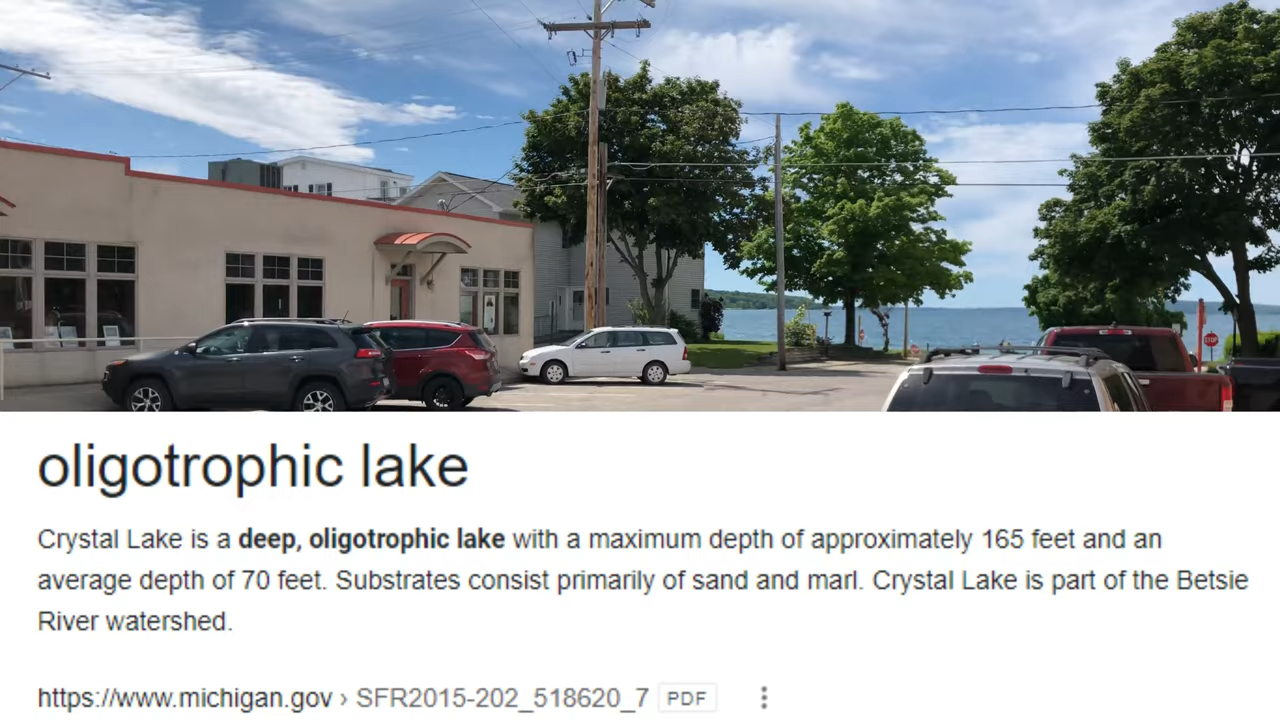 STOP
oligotrophic lake
Crystal Lake is a deep, oligotrophic lake with a maximum depth of approximately 165 feet and an
average depth of 70 feet. Substrates consist primarily of sand and marl. Crystal Lake is part of the Betsie
River watershed.
https://www.michigan.gov › SFR2015-202_518620_7 PDF